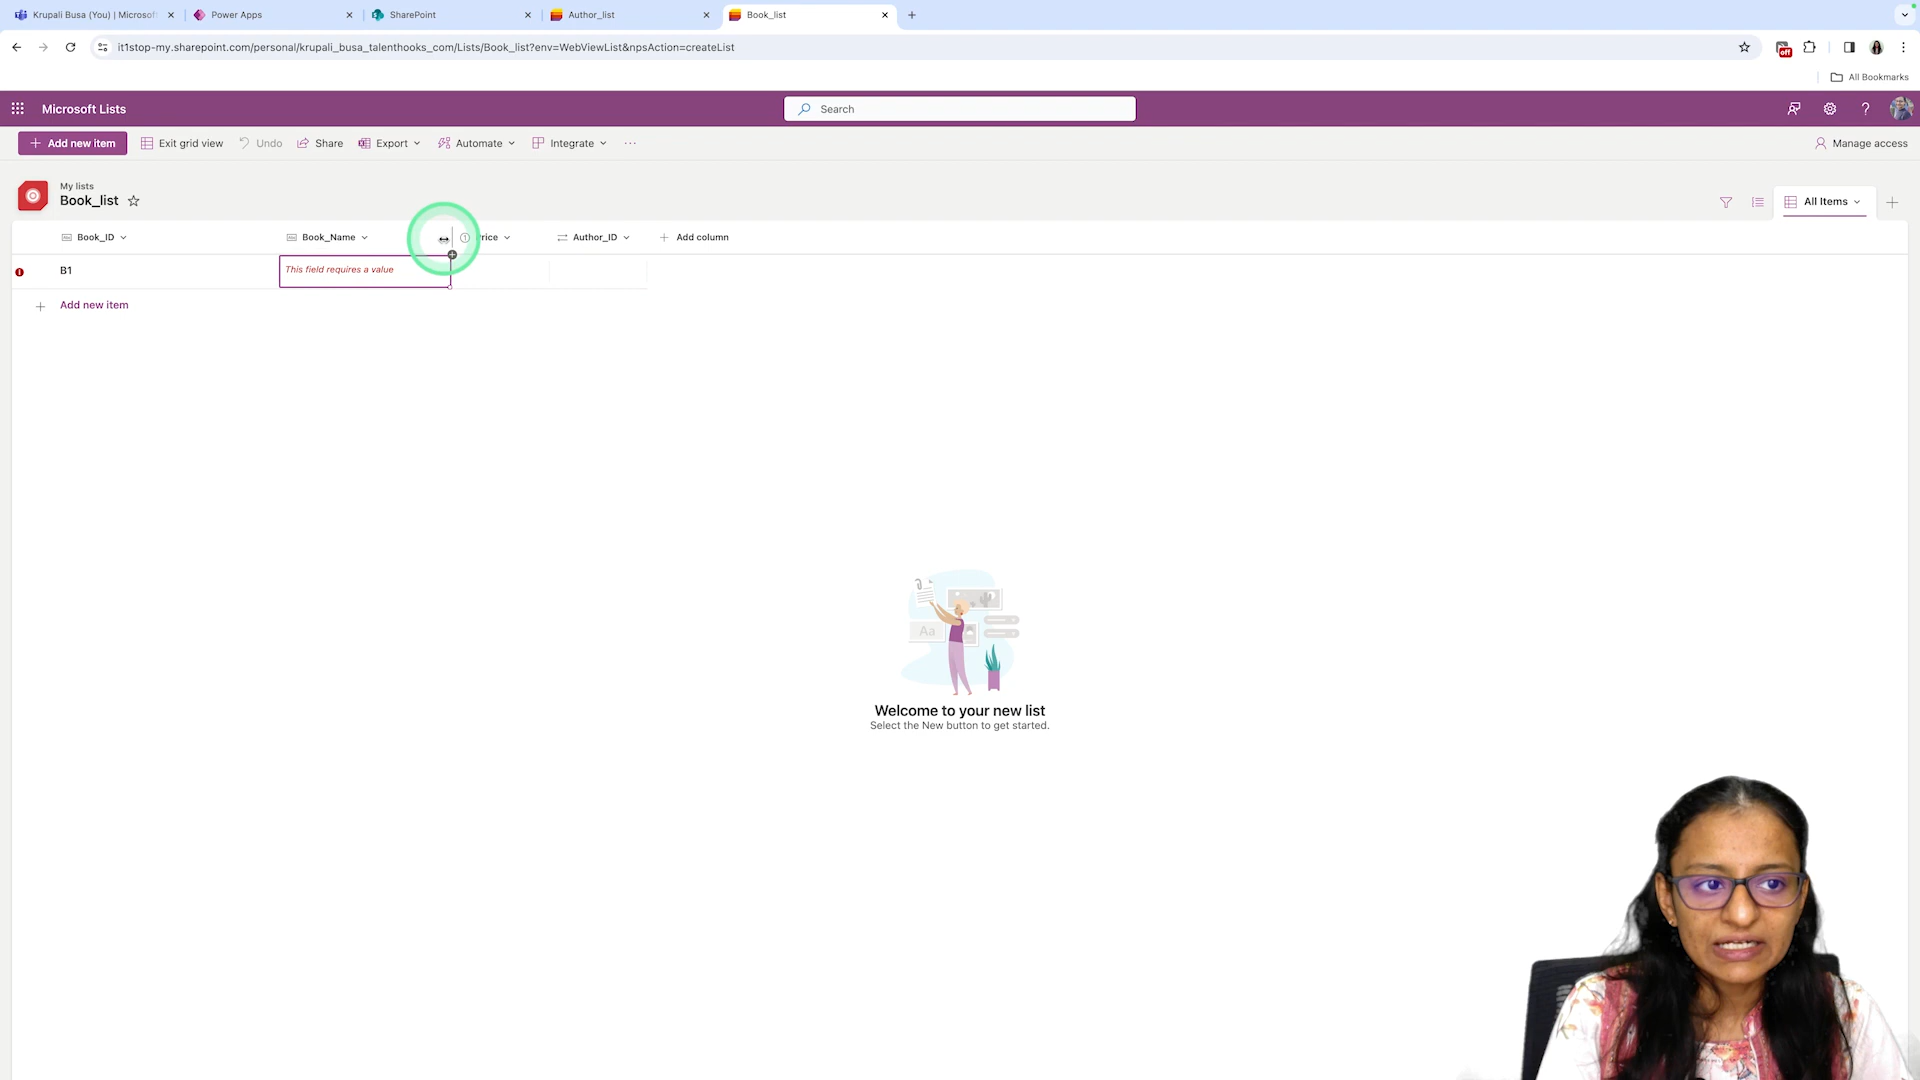 Krupali Busa (You) | Microsof
Power Apps
SharePoint
Author_list
Book_list
it1stop-my.sharepoint.com/personal/krupali_busa_talenthooks_com/Lists/Book_list?env=WebViewList&npsAction=createList
off
All Bookmarks
Microsoft Lists
Search
Add new item
Exit grid view
Undo
Share
Export
Automate
Integrate
Manage access
My lists
Book_list
All Items
Book_ID
Book_Name
rice
Author_ID
Add column
B1
This field requires a value
Add new item
Aa
Welcome to your new list
Select the New button to get started.